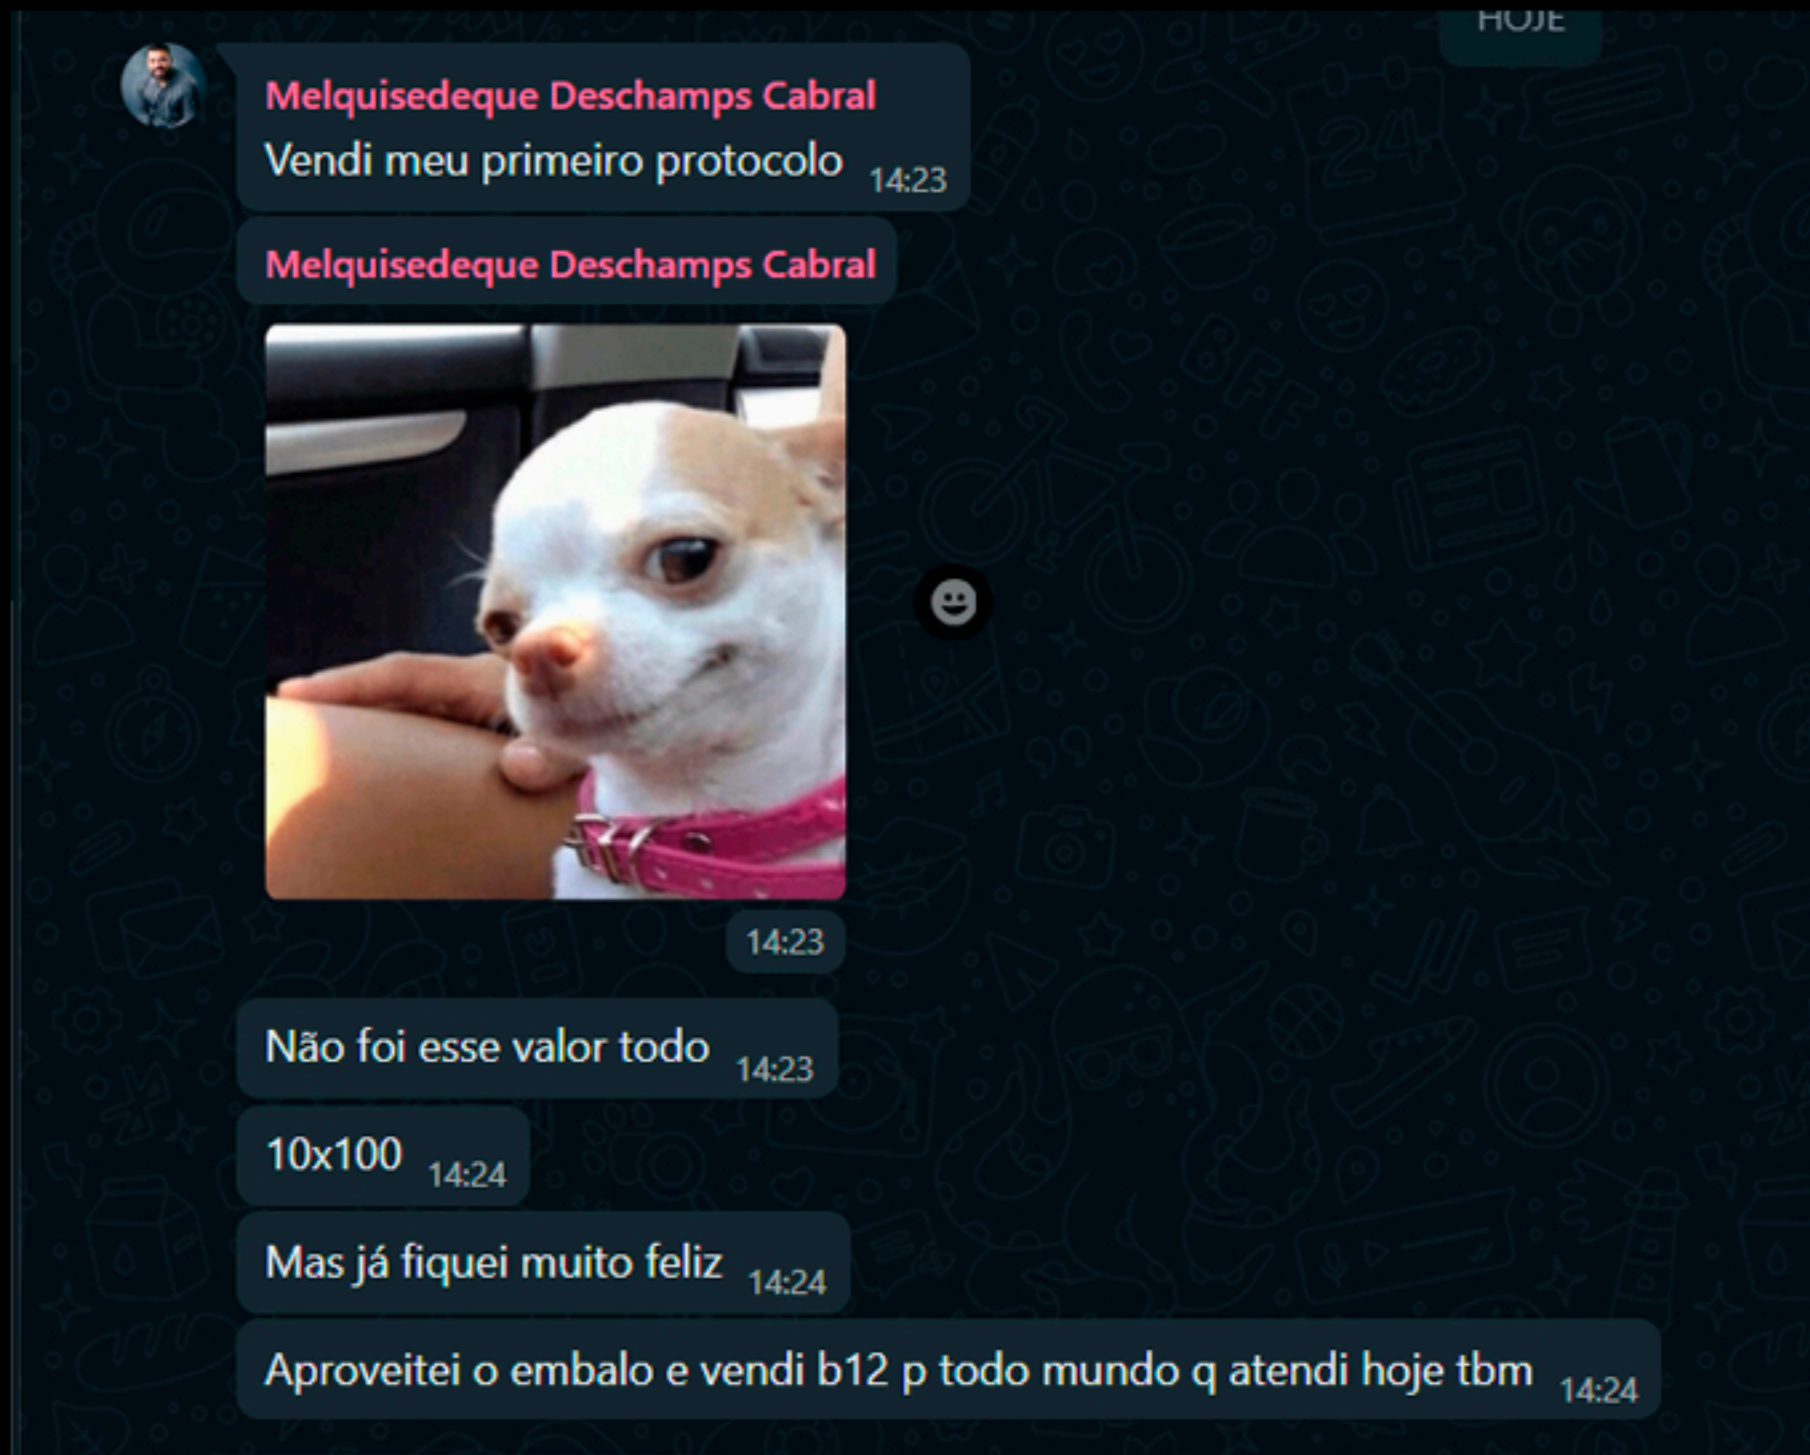 HOJE
Melquisedeque Deschamps Cabral
Vendi meu primeiro protocolo 14:23
Melquisedeque Deschamps Cabral
14:23
Não foi esse valor todo 14:23
10x100 14:24
Mas já fiquei muito feliz 14:24
Aproveitei o embalo e vendi b12 p todo mundo q atendi hoje tbm 14:24